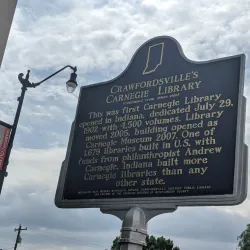 CRAWFORDSVILLE'S
CARNEGIE LIBRARY
This was first Carnegie Library
opened in Indiana, dedicated July 29,
1902 with 4,500 volumes. Library
moved 2005, building opened as
Carnegie Museum 2007. One of
1679 libraries built in U.S. with
funds from philanthropist Andrew
Carnegie. Indiana built more
Carnegie libraries than any
other state.